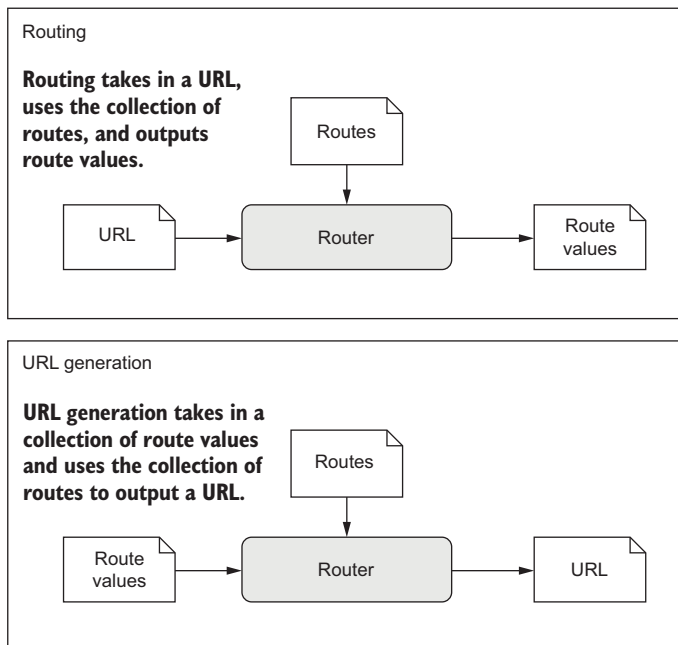 Routing
Routing takes in a URL,
uses the collection of
routes, and outputs
route values.
Routes
URL
Router
Route
values
URL generation
URL generation takes in a
collection of route values
and uses the collection of
routes to output a URL.
Routes
Route
values
Router
URL